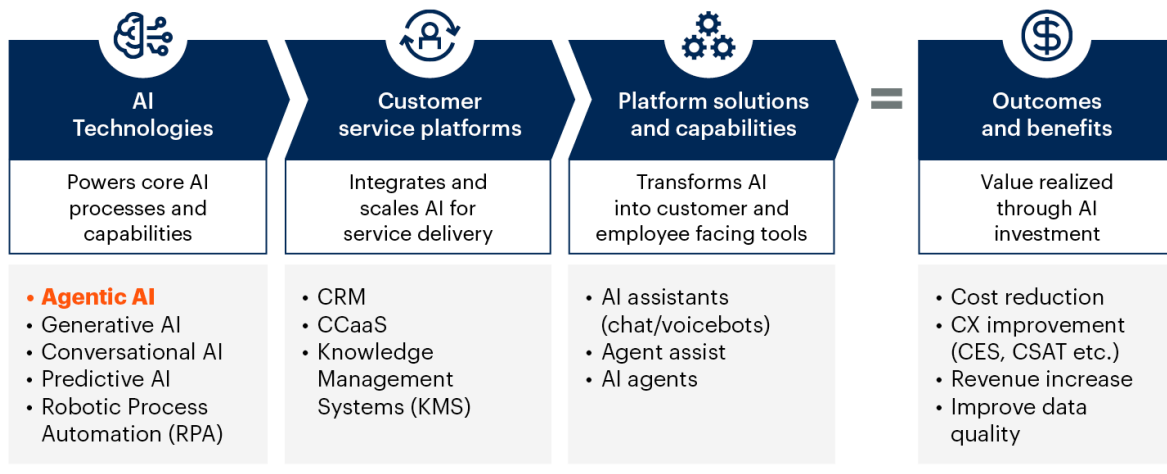 AI
Technologies
Powers core AI
processes and
capabilities
• Agentic AI
• Generative AI
• Conversational AI
• Predictive AI
• Robotic Process
Automation (RPA)
Customer
service platforms
Integrates and
scales AI for
service delivery
• CRM
• CCaaS
• Knowledge
Management
Systems (KMS)
Platform solutions
and capabilities
Transforms AI
into customer and
employee facing tools
• AI assistants
(chat/voicebots)
• Agent assist
• AI agents
=
Outcomes
and benefits
Value realized
through AI
investment
• Cost reduction
• CX improvement
(CES, CSAT etc.)
• Revenue increase
• Improve data
quality